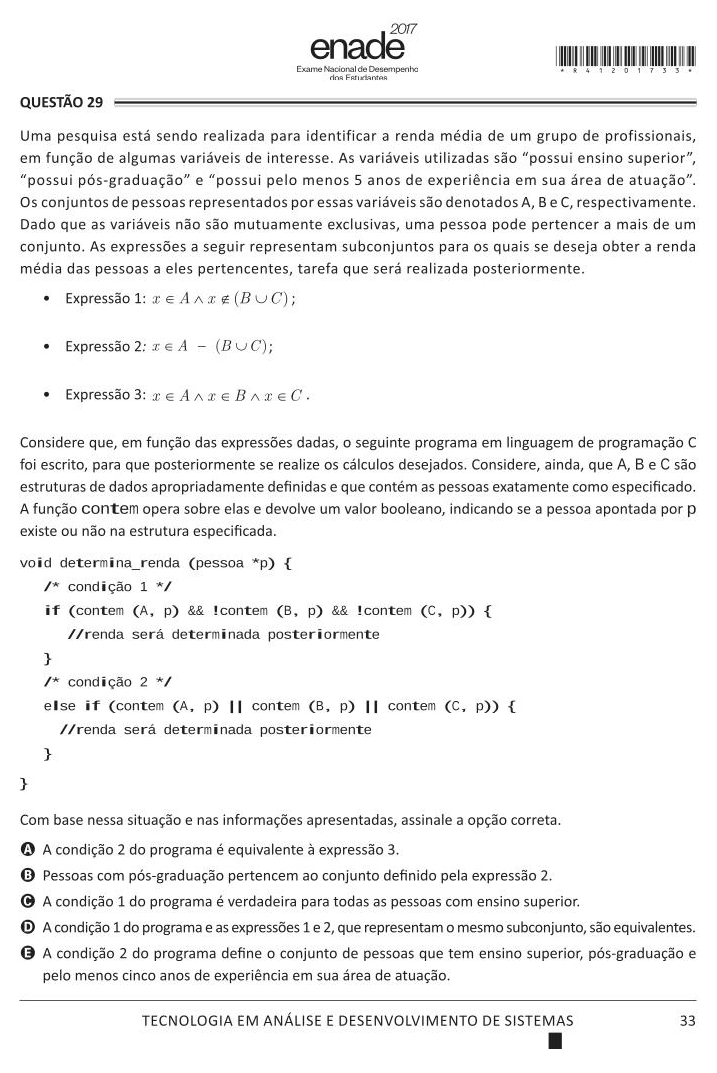 enade 2017
Exame Nacional de Desempenho
dos Estudantes
* R 4 1 2 0 1 7 3 3 *
QUESTÃO 29
Uma pesquisa está sendo realizada para identificar a renda média de um grupo de profissionais,
em função de algumas variáveis de interesse. As variáveis utilizadas são “possui ensino superior”,
“possui pós-graduação” e “possui pelo menos 5 anos de experiência em sua área de atuação”.
Os conjuntos de pessoas representados por essas variáveis são denotados A, B e C, respectivamente.
Dado que as variáveis não são mutuamente exclusivas, uma pessoa pode pertencer a mais de um
conjunto. As expressões a seguir representam subconjuntos para os quais se deseja obter a renda
média das pessoas a eles pertencentes, tarefa que será realizada posteriormente.
• Expressão 1: x ∈ A ∧ x ∉ (B ∪ C);
• Expressão 2: x ∈ A − (B ∪ C);
• Expressão 3: x ∈ A ∧ x ∈ B ∧ x ∈ C.
Considere que, em função das expressões dadas, o seguinte programa em linguagem de programação C
foi escrito, para que posteriormente se realize os cálculos desejados. Considere, ainda, que A, B e C são
estruturas de dados apropriadamente definidas e que contém as pessoas exatamente como especificado.
A função contem opera sobre elas e devolve um valor booleano, indicando se a pessoa apontada por p
existe ou não na estrutura especificada.
void determina_renda (pessoa *p) {
/* condição 1 */
if (contem (A, p) && !contem (B, p) && !contem (C, p)) {
//renda será determinada posteriormente
}
/* condição 2 */
else if (contem (A, p) || contem (B, p) || contem (C, p)) {
//renda será determinada posteriormente
}
}
Com base nessa situação e nas informações apresentadas, assinale a opção correta.
A A condição 2 do programa é equivalente à expressão 3.
B Pessoas com pós-graduação pertencem ao conjunto definido pela expressão 2.
C A condição 1 do programa é verdadeira para todas as pessoas com ensino superior.
D A condição 1 do programa e as expressões 1 e 2, que representam o mesmo subconjunto, são equivalentes.
E A condição 2 do programa define o conjunto de pessoas que tem ensino superior, pós-graduação e
pelo menos cinco anos de experiência em sua área de atuação.
TECNOLOGIA EM ANÁLISE E DESENVOLVIMENTO DE SISTEMAS 33